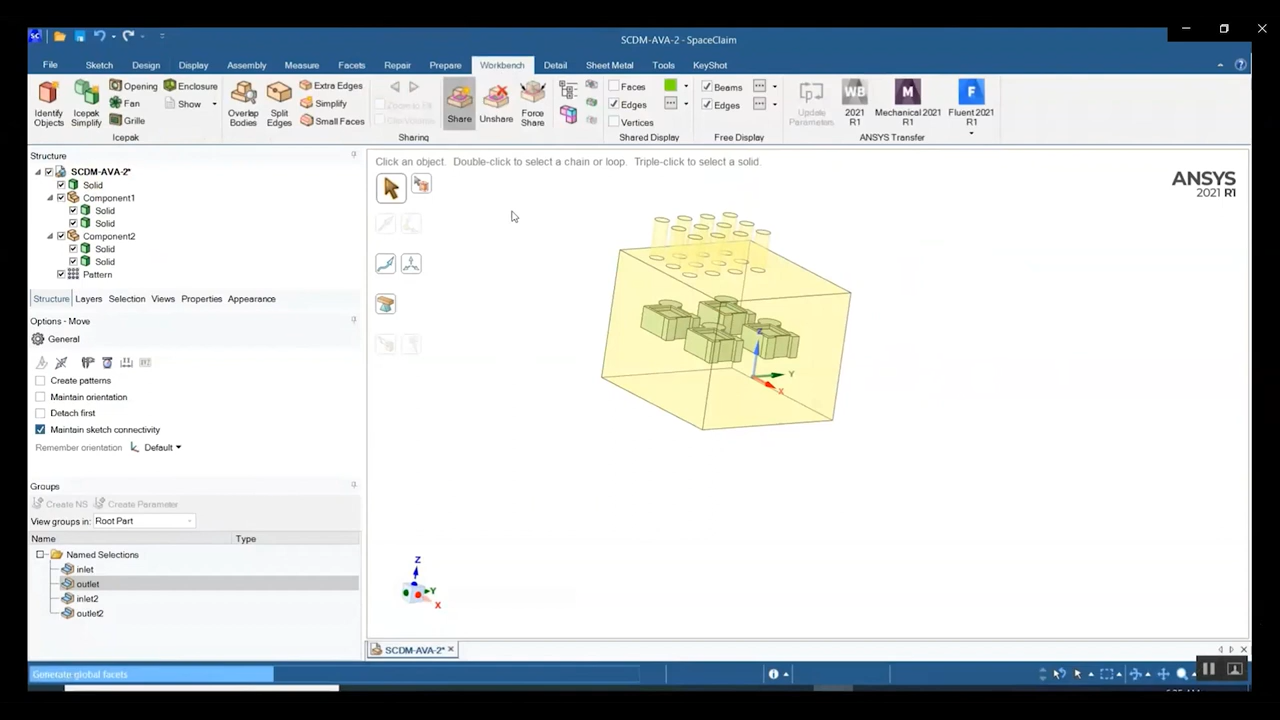 SCDM-AVA-2 - SpaceClaim
File Sketch Design Display Assembly Measure Facets Repair Prepare Workbench Detail Sheet Metal Tools KeyShot
Identify Objects
Icepak Simplify
Opening
Fan
Grille
Enclosure
Show
Icepak
Overlap Bodies
Split Edges
Extra Edges
Simplify
Small Faces
Share
Unshare
Force Share
Sharing
Faces
Edges
Vertices
Shared Display
Beams
Edges
Free Display
Update Parameters
WB
2021 R1
M
Mechanical 2021 R1
F
Fluent 2021 R1
ANSYS Transfer
Structure
SCDM-AVA-2*
Solid
Component1
Solid
Solid
Component2
Solid
Solid
Pattern
Structure Layers Selection Views Properties Appearance
Options - Move
General
Create patterns
Maintain orientation
Detach first
Maintain sketch connectivity
Remember orientation Default
Groups
Create NS Create Parameter
View groups in: Root Part
Name Type
Named Selections
inlet
outlet
inlet2
outlet2
Click an object. Double-click to select a chain or loop. Triple-click to select a solid.
ANSYS
2021 R1
Z
Y
X
Z
Y
X
SCDM-AVA-2*
Generate global facets